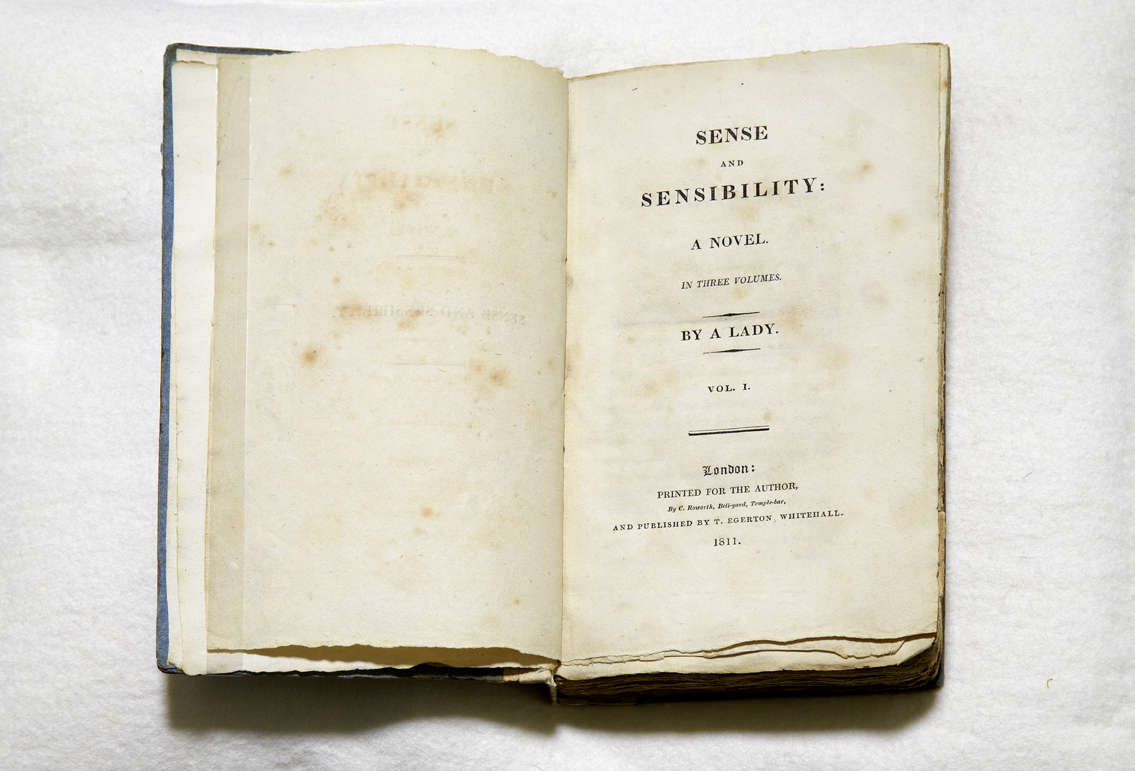 SENSE
AND
SENSIBILITY:
A NOVEL.
IN THREE VOLUMES.
BY A LADY.
VOL. I.
London:
PRINTED FOR THE AUTHOR,
By C. Roworth, Bell-yard, Temple-bar,
AND PUBLISHED BY T. EGERTON, WHITEHALL.
1811.